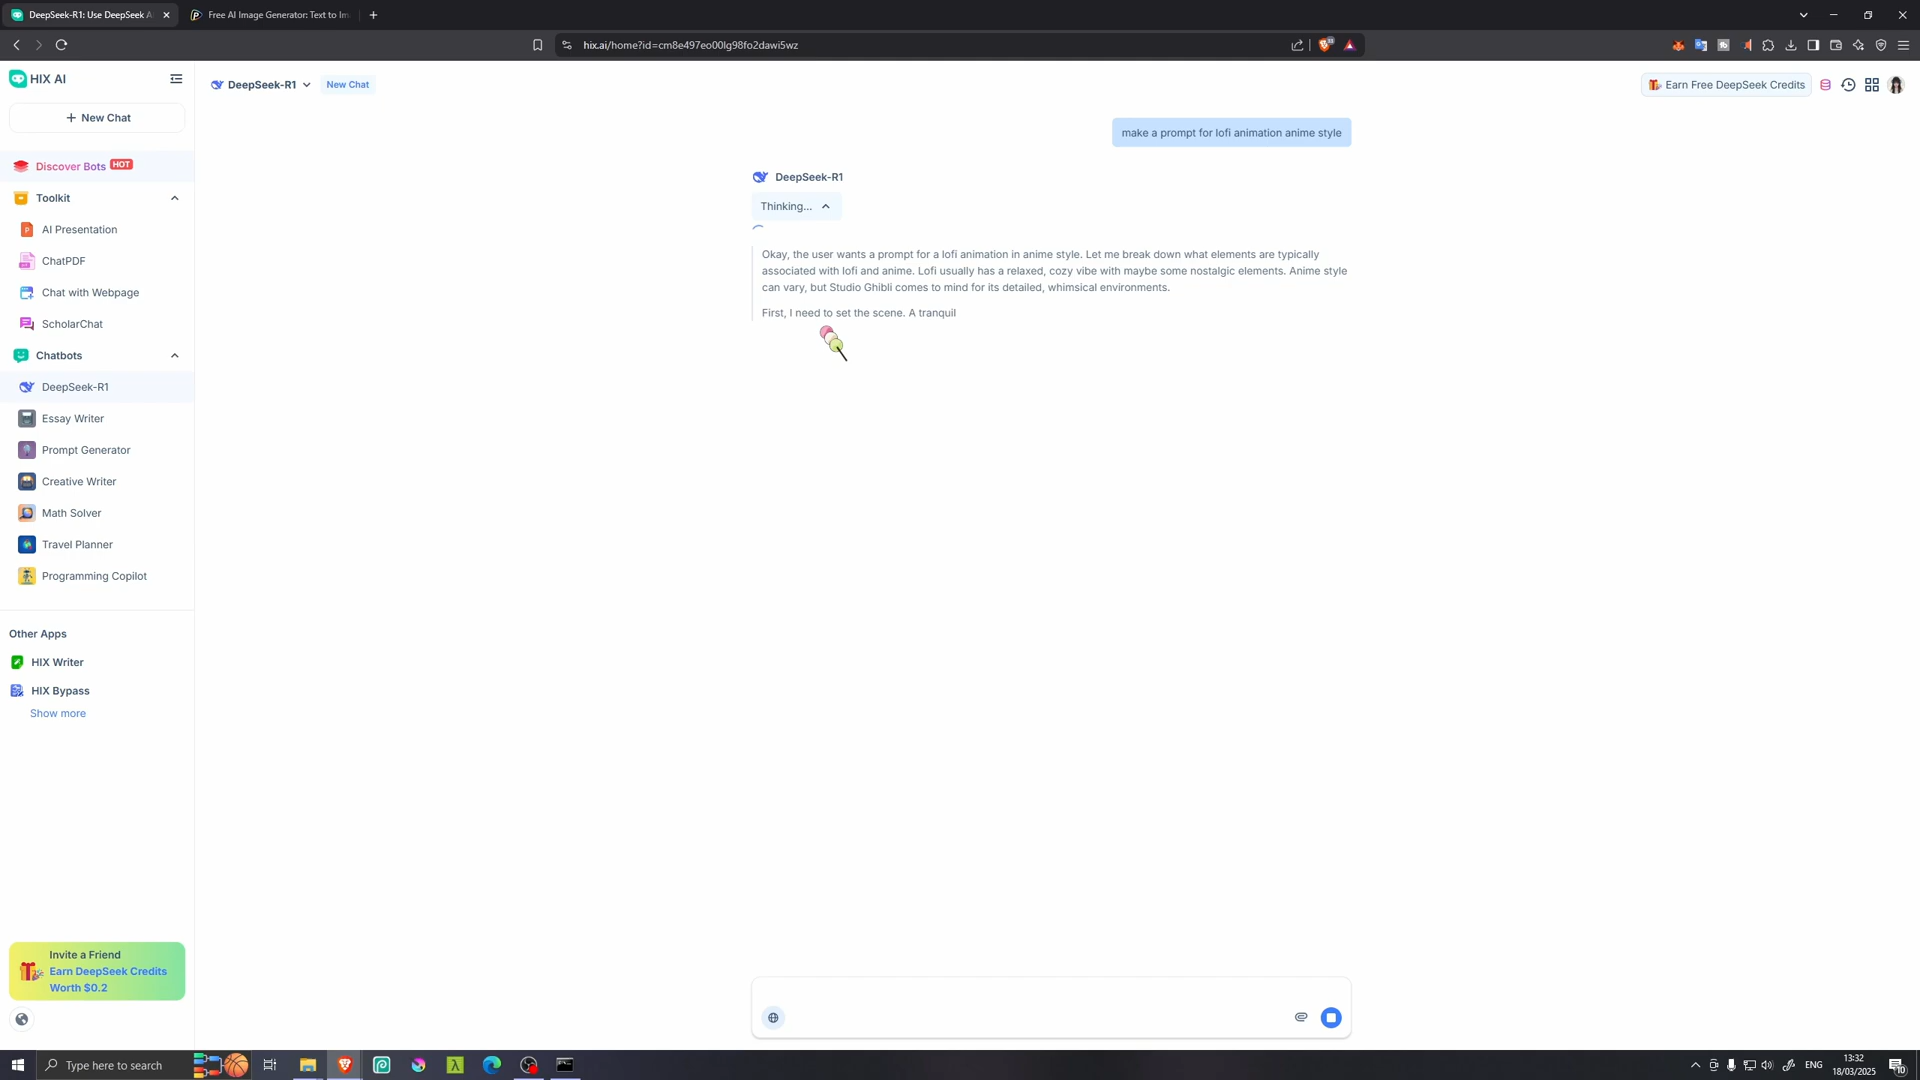 DeepSeek-R1: Use DeepSeek A
Free AI Image Generator: Text to Im
hix.ai/home?id=cm8e497eo00lg98fo2dawi5wz
HIX AI
New Chat
Discover Bots HOT
Toolkit
AI Presentation
ChatPDF
Chat with Webpage
ScholarChat
Chatbots
DeepSeek-R1
Essay Writer
Prompt Generator
Creative Writer
Math Solver
Travel Planner
Programming Copilot
Other Apps
HIX Writer
HIX Bypass
Show more
Invite a Friend
Earn DeepSeek Credits
Worth $0.2
DeepSeek-R1
New Chat
Earn Free DeepSeek Credits
make a prompt for lofi animation anime style
DeepSeek-R1
Thinking...
Okay, the user wants a prompt for a lofi animation in anime style. Let me break down what elements are typically
associated with lofi and anime. Lofi usually has a relaxed, cozy vibe with maybe some nostalgic elements. Anime style
can vary, but Studio Ghibli comes to mind for its detailed, whimsical environments.
First, I need to set the scene. A tranquil
Type here to search
ENG
13:32
18/03/2025